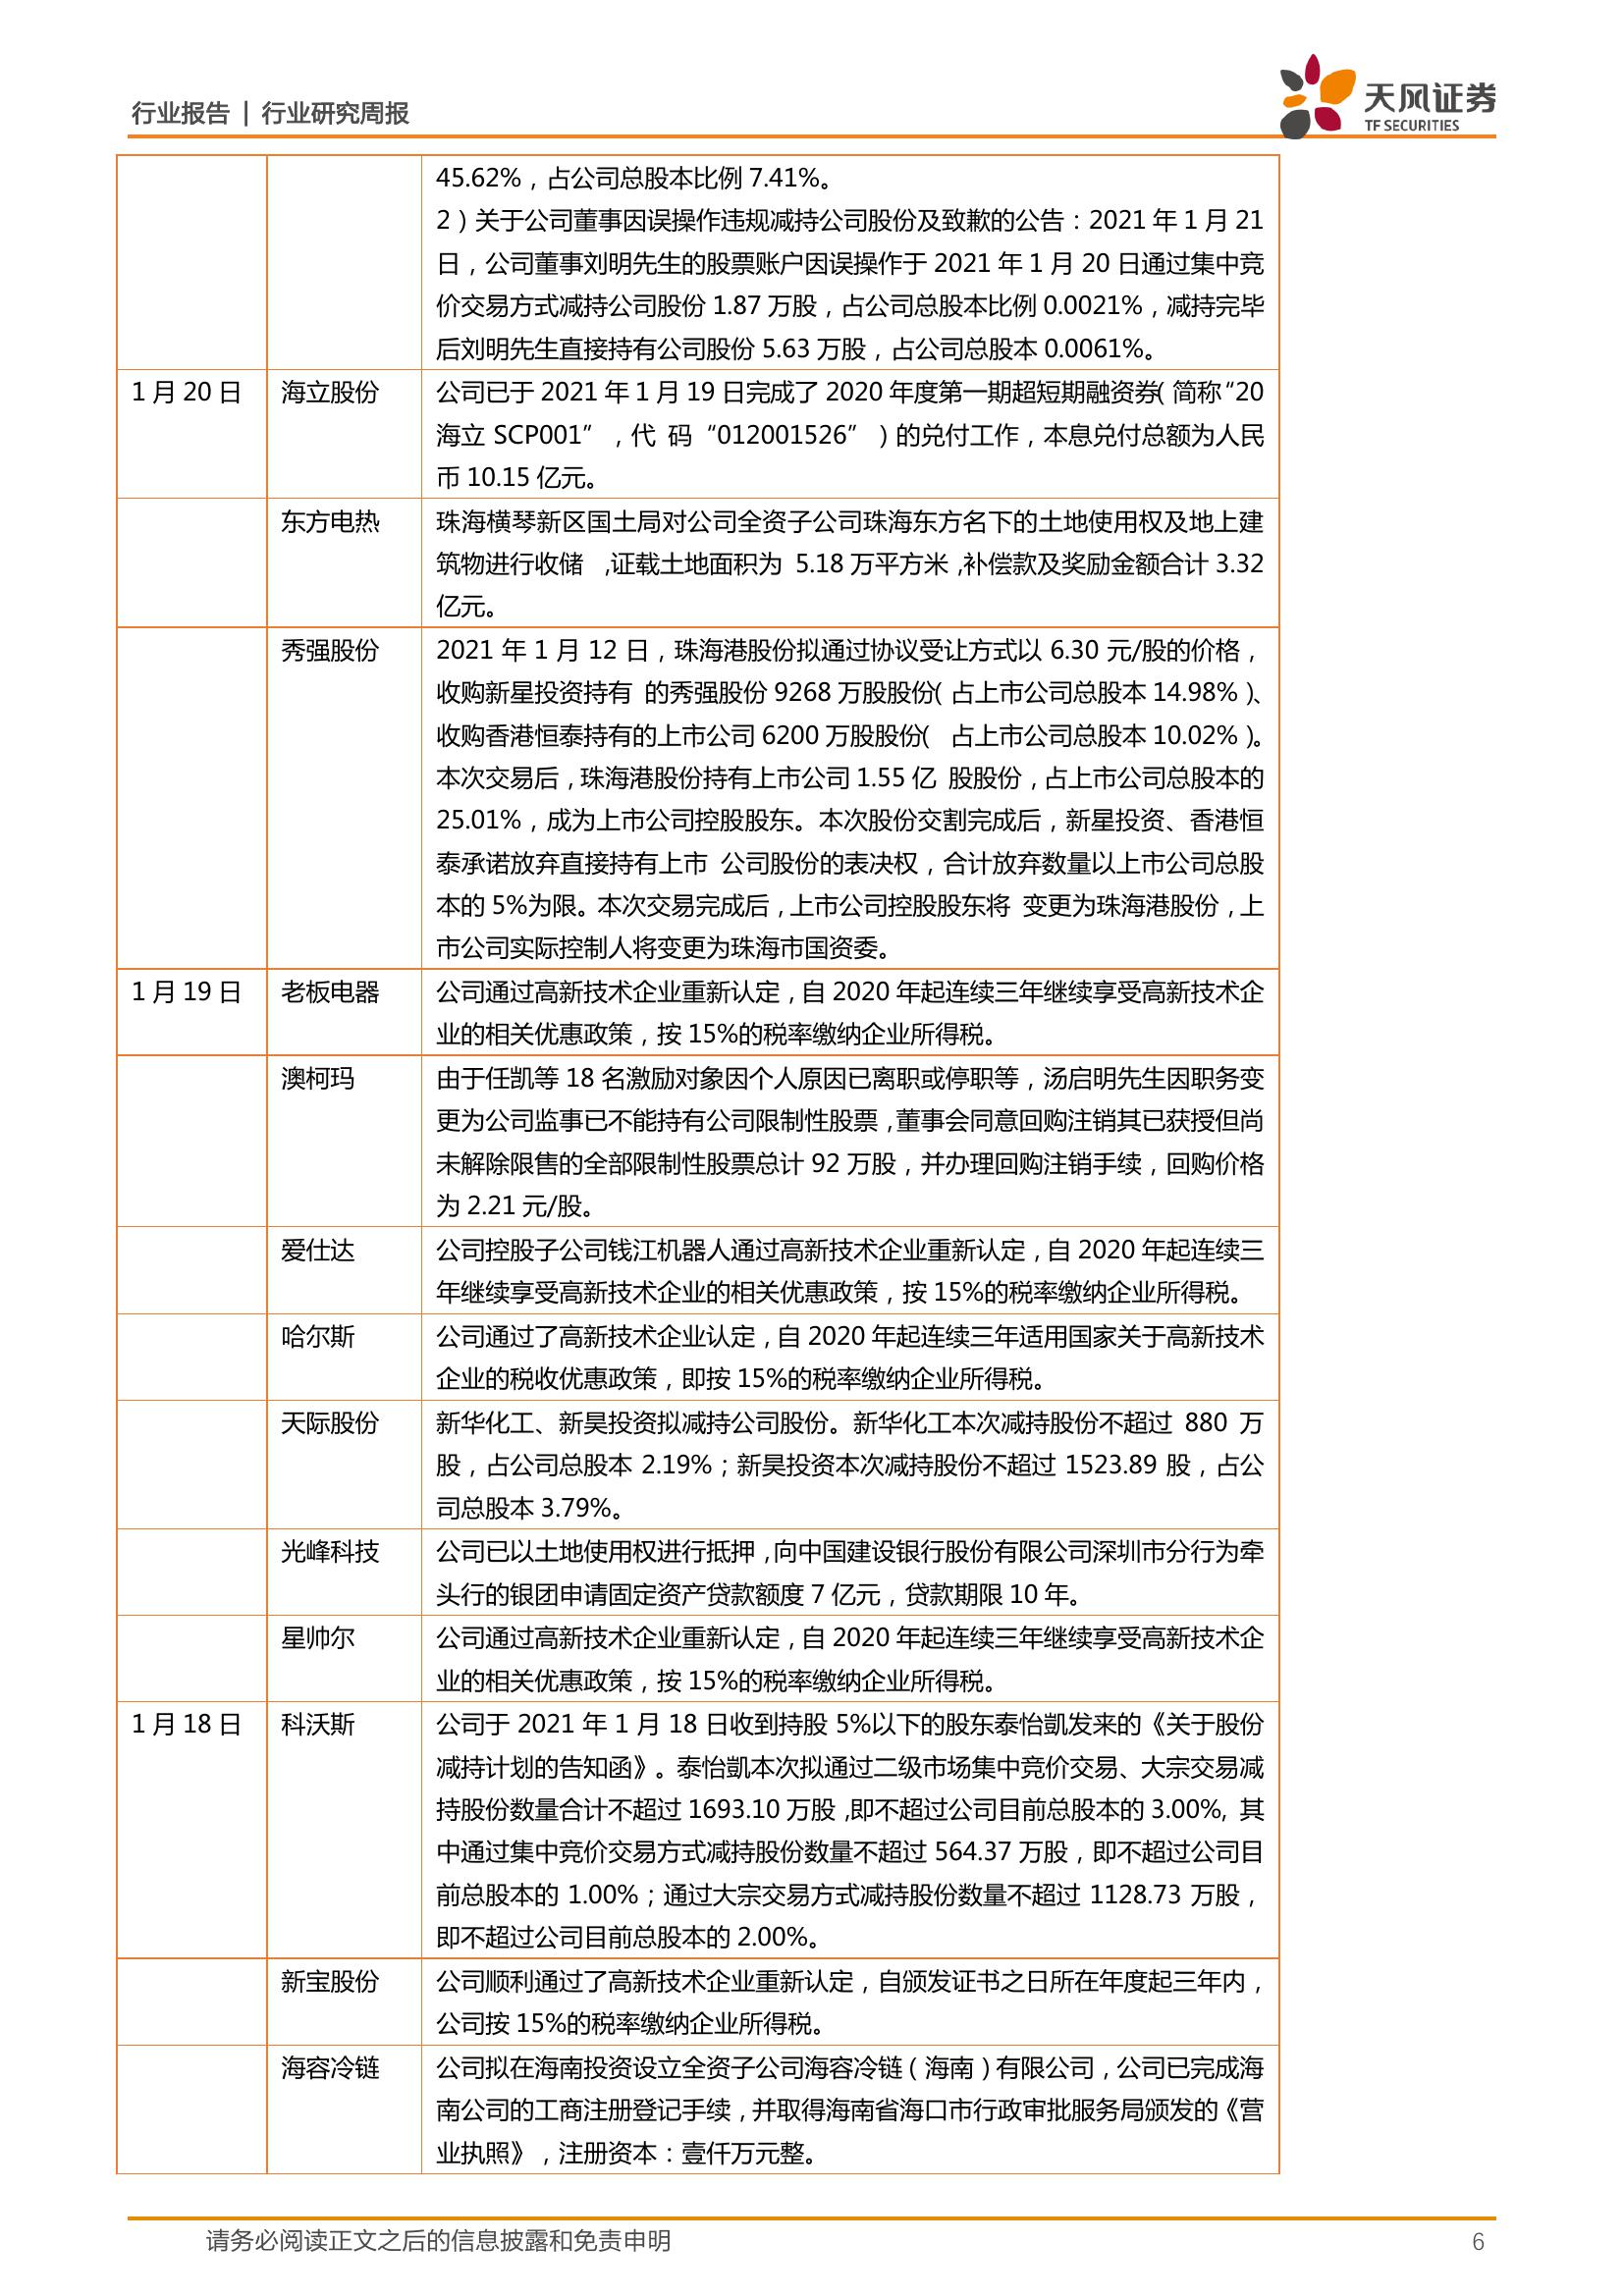 行业报告 | 行业研究周报
天风证券
TF SECURITIES
45.62%，占公司总股本比例 7.41%。
2）关于公司董事因误操作违规减持公司股份及致歉的公告：2021 年 1 月 21
日，公司董事刘明先生的股票账户因误操作于 2021 年 1 月 20 日通过集中竞
价交易方式减持公司股份 1.87 万股，占公司总股本比例 0.0021%，减持完毕
后刘明先生直接持有公司股份 5.63 万股，占公司总股本 0.0061%。
1 月 20 日 海立股份 公司已于 2021 年 1 月 19 日完成了 2020 年度第一期超短期融资券（简称“20
海立 SCP001”，代 码“012001526”）的兑付工作，本息兑付总额为人民
币 10.15 亿元。
东方电热 珠海横琴新区国土局对公司全资子公司珠海东方名下的土地使用权及地上建
筑物进行收储 ,证载土地面积为 5.18 万平方米,补偿款及奖励金额合计 3.32
亿元。
秀强股份 2021 年 1 月 12 日，珠海港股份拟通过协议受让方式以 6.30 元/股的价格，
收购新星投资持有 的秀强股份 9268 万股股份（占上市公司总股本 14.98%）、
收购香港恒泰持有的上市公司 6200 万股股份（ 占上市公司总股本 10.02%）。
本次交易后，珠海港股份持有上市公司 1.55 亿 股股份，占上市公司总股本的
25.01%，成为上市公司控股股东。本次股份交割完成后，新星投资、香港恒
泰承诺放弃直接持有上市 公司股份的表决权，合计放弃数量以上市公司总股
本的 5%为限。本次交易完成后，上市公司控股股东将 变更为珠海港股份，上
市公司实际控制人将变更为珠海市国资委。
1 月 19 日 老板电器 公司通过高新技术企业重新认定，自 2020 年起连续三年继续享受高新技术企
业的相关优惠政策，按 15%的税率缴纳企业所得税。
澳柯玛 由于任凯等 18 名激励对象因个人原因已离职或停职等，汤启明先生因职务变
更为公司监事已不能持有公司限制性股票，董事会同意回购注销其已获授但尚
未解除限售的全部限制性股票总计 92 万股，并办理回购注销手续，回购价格
为 2.21 元/股。
爱仕达 公司控股子公司钱江机器人通过高新技术企业重新认定，自 2020 年起连续三
年继续享受高新技术企业的相关优惠政策，按 15%的税率缴纳企业所得税。
哈尔斯 公司通过了高新技术企业认定，自 2020 年起连续三年适用国家关于高新技术
企业的税收优惠政策，即按 15%的税率缴纳企业所得税。
天际股份 新华化工、新昊投资拟减持公司股份。新华化工本次减持股份不超过 880 万
股，占公司总股本 2.19%；新昊投资本次减持股份不超过 1523.89 股，占公
司总股本 3.79%。
光峰科技 公司已以土地使用权进行抵押，向中国建设银行股份有限公司深圳市分行为牵
头行的银团申请固定资产贷款额度 7 亿元，贷款期限 10 年。
星帅尔 公司通过高新技术企业重新认定，自 2020 年起连续三年继续享受高新技术企
业的相关优惠政策，按 15%的税率缴纳企业所得税。
1 月 18 日 科沃斯 公司于 2021 年 1 月 18 日收到持股 5%以下的股东泰怡凯发来的《关于股份
减持计划的告知函》。泰怡凯本次拟通过二级市场集中竞价交易、大宗交易减
持股份数量合计不超过 1693.10 万股,即不超过公司目前总股本的 3.00%, 其
中通过集中竞价交易方式减持股份数量不超过 564.37 万股，即不超过公司目
前总股本的 1.00%；通过大宗交易方式减持股份数量不超过 1128.73 万股，
即不超过公司目前总股本的 2.00%。
新宝股份 公司顺利通过了高新技术企业重新认定，自颁发证书之日所在年度起三年内，
公司按 15%的税率缴纳企业所得税。
海容冷链 公司拟在海南投资设立全资子公司海容冷链（海南）有限公司，公司已完成海
南公司的工商注册登记手续，并取得海南省海口市行政审批服务局颁发的《营
业执照》，注册资本：壹仟万元整。
请务必阅读正文之后的信息披露和免责申明 6